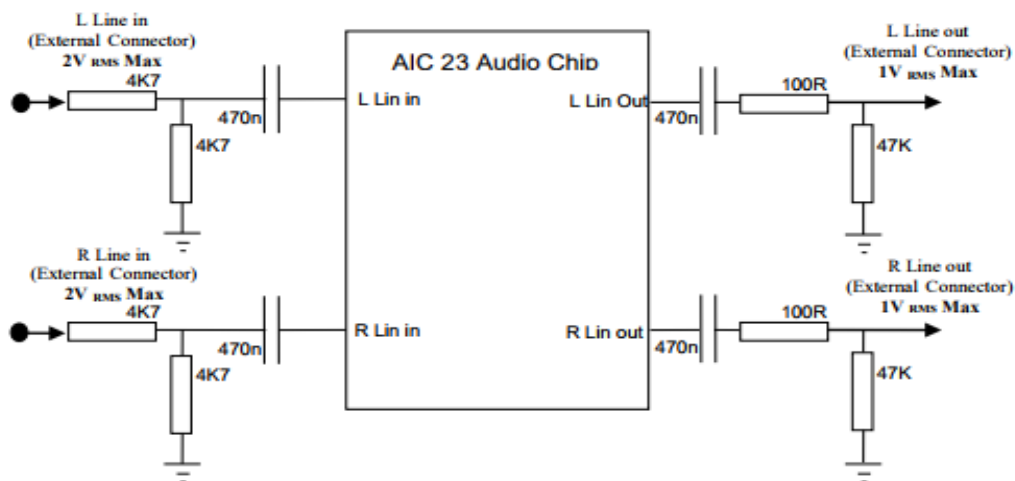 L Line in
(External Connector)
2V RMS Max
4K7
470n
4K7
R Line in
(External Connector)
2V RMS Max
4K7
470n
4K7
AIC 23 Audio Chip
L Lin in
L Lin Out
R Lin in
R Lin out
L Line out
(External Connector)
1V RMS Max
100R
470n
47K
R Line out
(External Connector)
1V RMS Max
100R
470n
47K